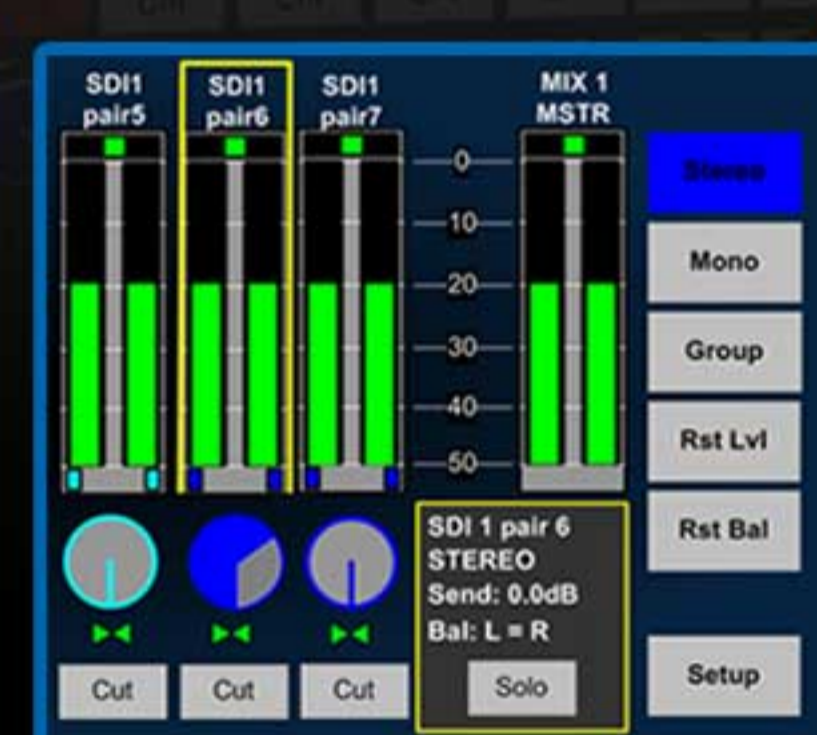 SDI1
pair5
SDI1
pair6
SDI1
pair7
MIX 1
MSTR
0
10
20
30
40
50
Stereo
Mono
Group
Rst Lvl
Rst Bal
Setup
SDI 1 pair 6
STEREO
Send: 0.0dB
Bal: L = R
Solo
Cut
Cut
Cut